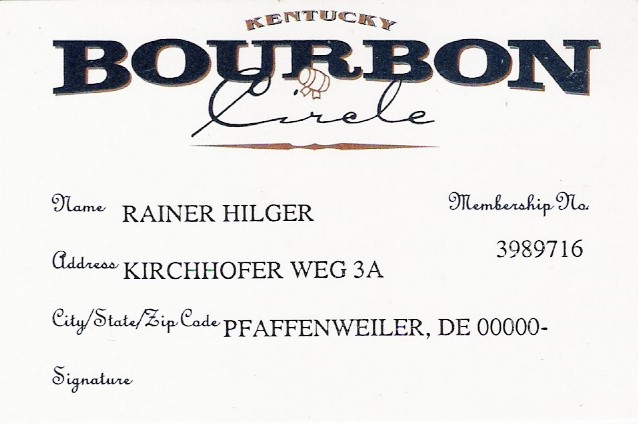 KENTUCKY
BOURBON
Circle
Name RAINER HILGER
Membership No.
3989716
Address KIRCHHOFER WEG 3A
City/State/Zip Code PFAFFENWEILER, DE 00000-
Signature